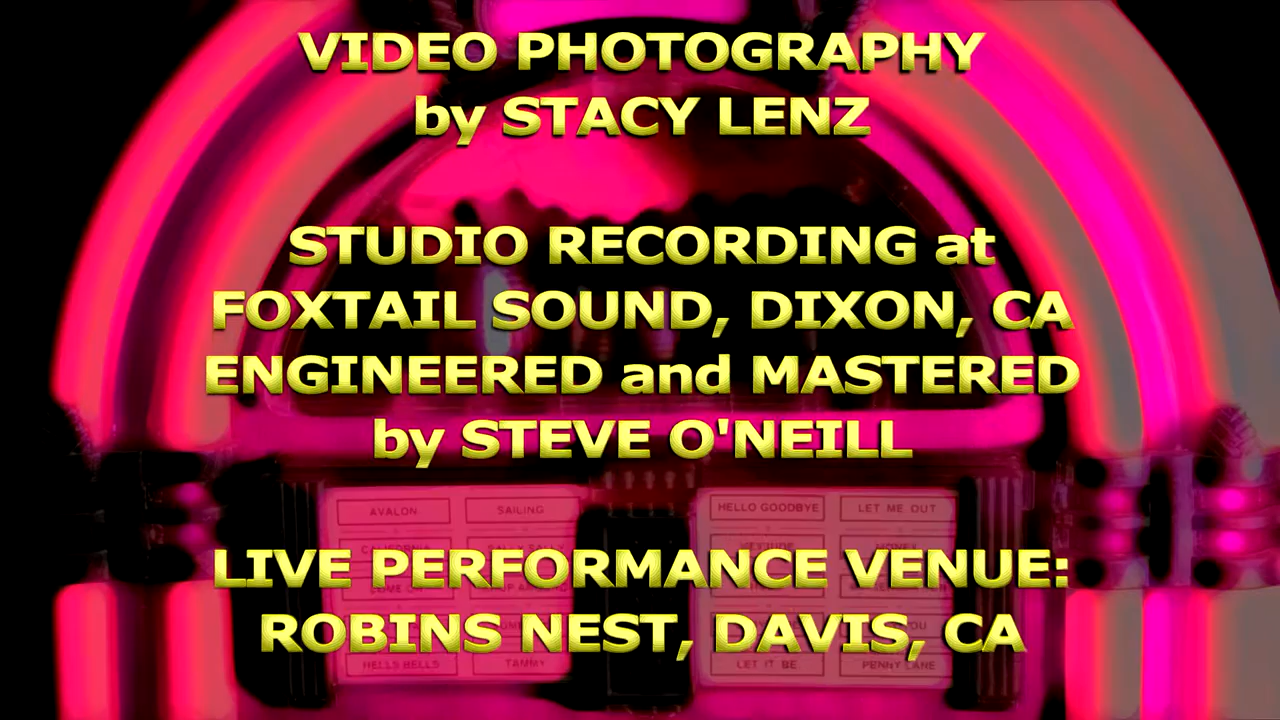 VIDEO PHOTOGRAPHY
by STACY LENZ
STUDIO RECORDING at
FOXTAIL SOUND, DIXON, CA
ENGINEERED and MASTERED
by STEVE O'NEILL
AVALON SAILING HELLO GOODBYE LET ME OUT
LIVE PERFORMANCE VENUE:
ROBINS NEST, DAVIS, CA
HELLS BELLS TAMMY LET IT BE PENNY LANE